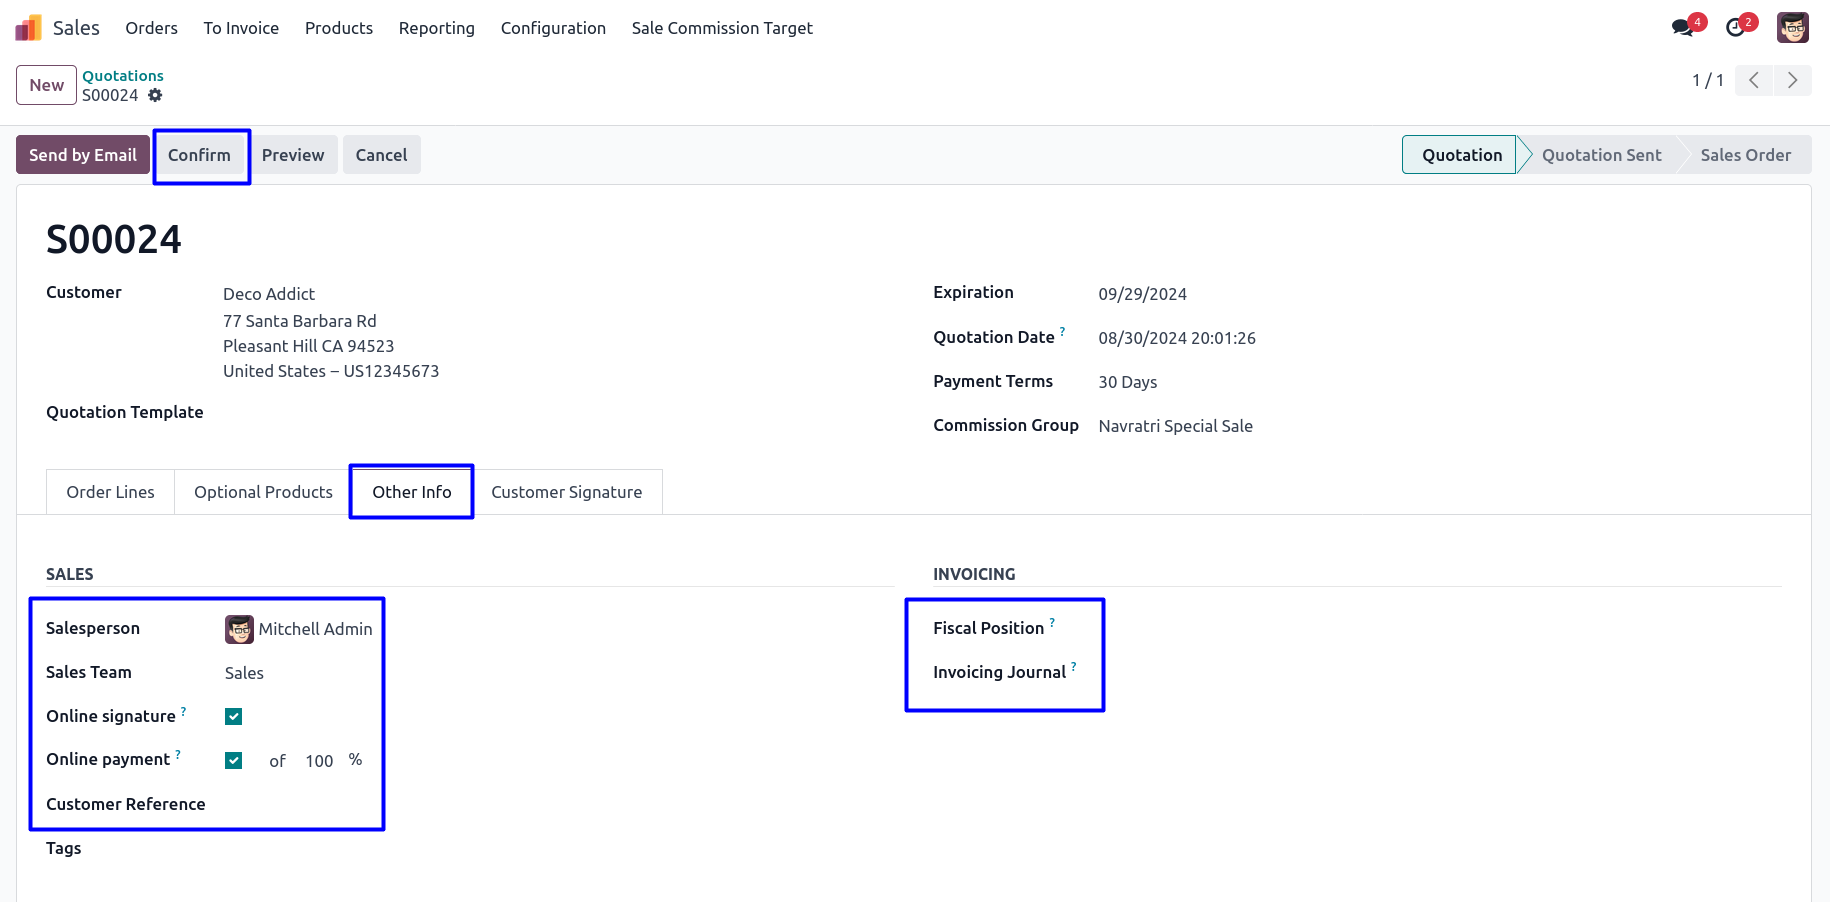 Sales Orders To Invoice Products Reporting Configuration Sale Commission Target 4 2
New Quotations
S00024
1 / 1
Send by Email Confirm Preview Cancel Quotation Quotation Sent Sales Order
S00024
Customer Deco Addict
77 Santa Barbara Rd
Pleasant Hill CA 94523
United States – US12345673
Quotation Template
Expiration 09/29/2024
Quotation Date ? 08/30/2024 20:01:26
Payment Terms 30 Days
Commission Group Navratri Special Sale
Order Lines Optional Products Other Info Customer Signature
SALES
Salesperson Mitchell Admin
Sales Team Sales
Online signature ?
Online payment ? of 100 %
Customer Reference
Tags
INVOICING
Fiscal Position ?
Invoicing Journal ?